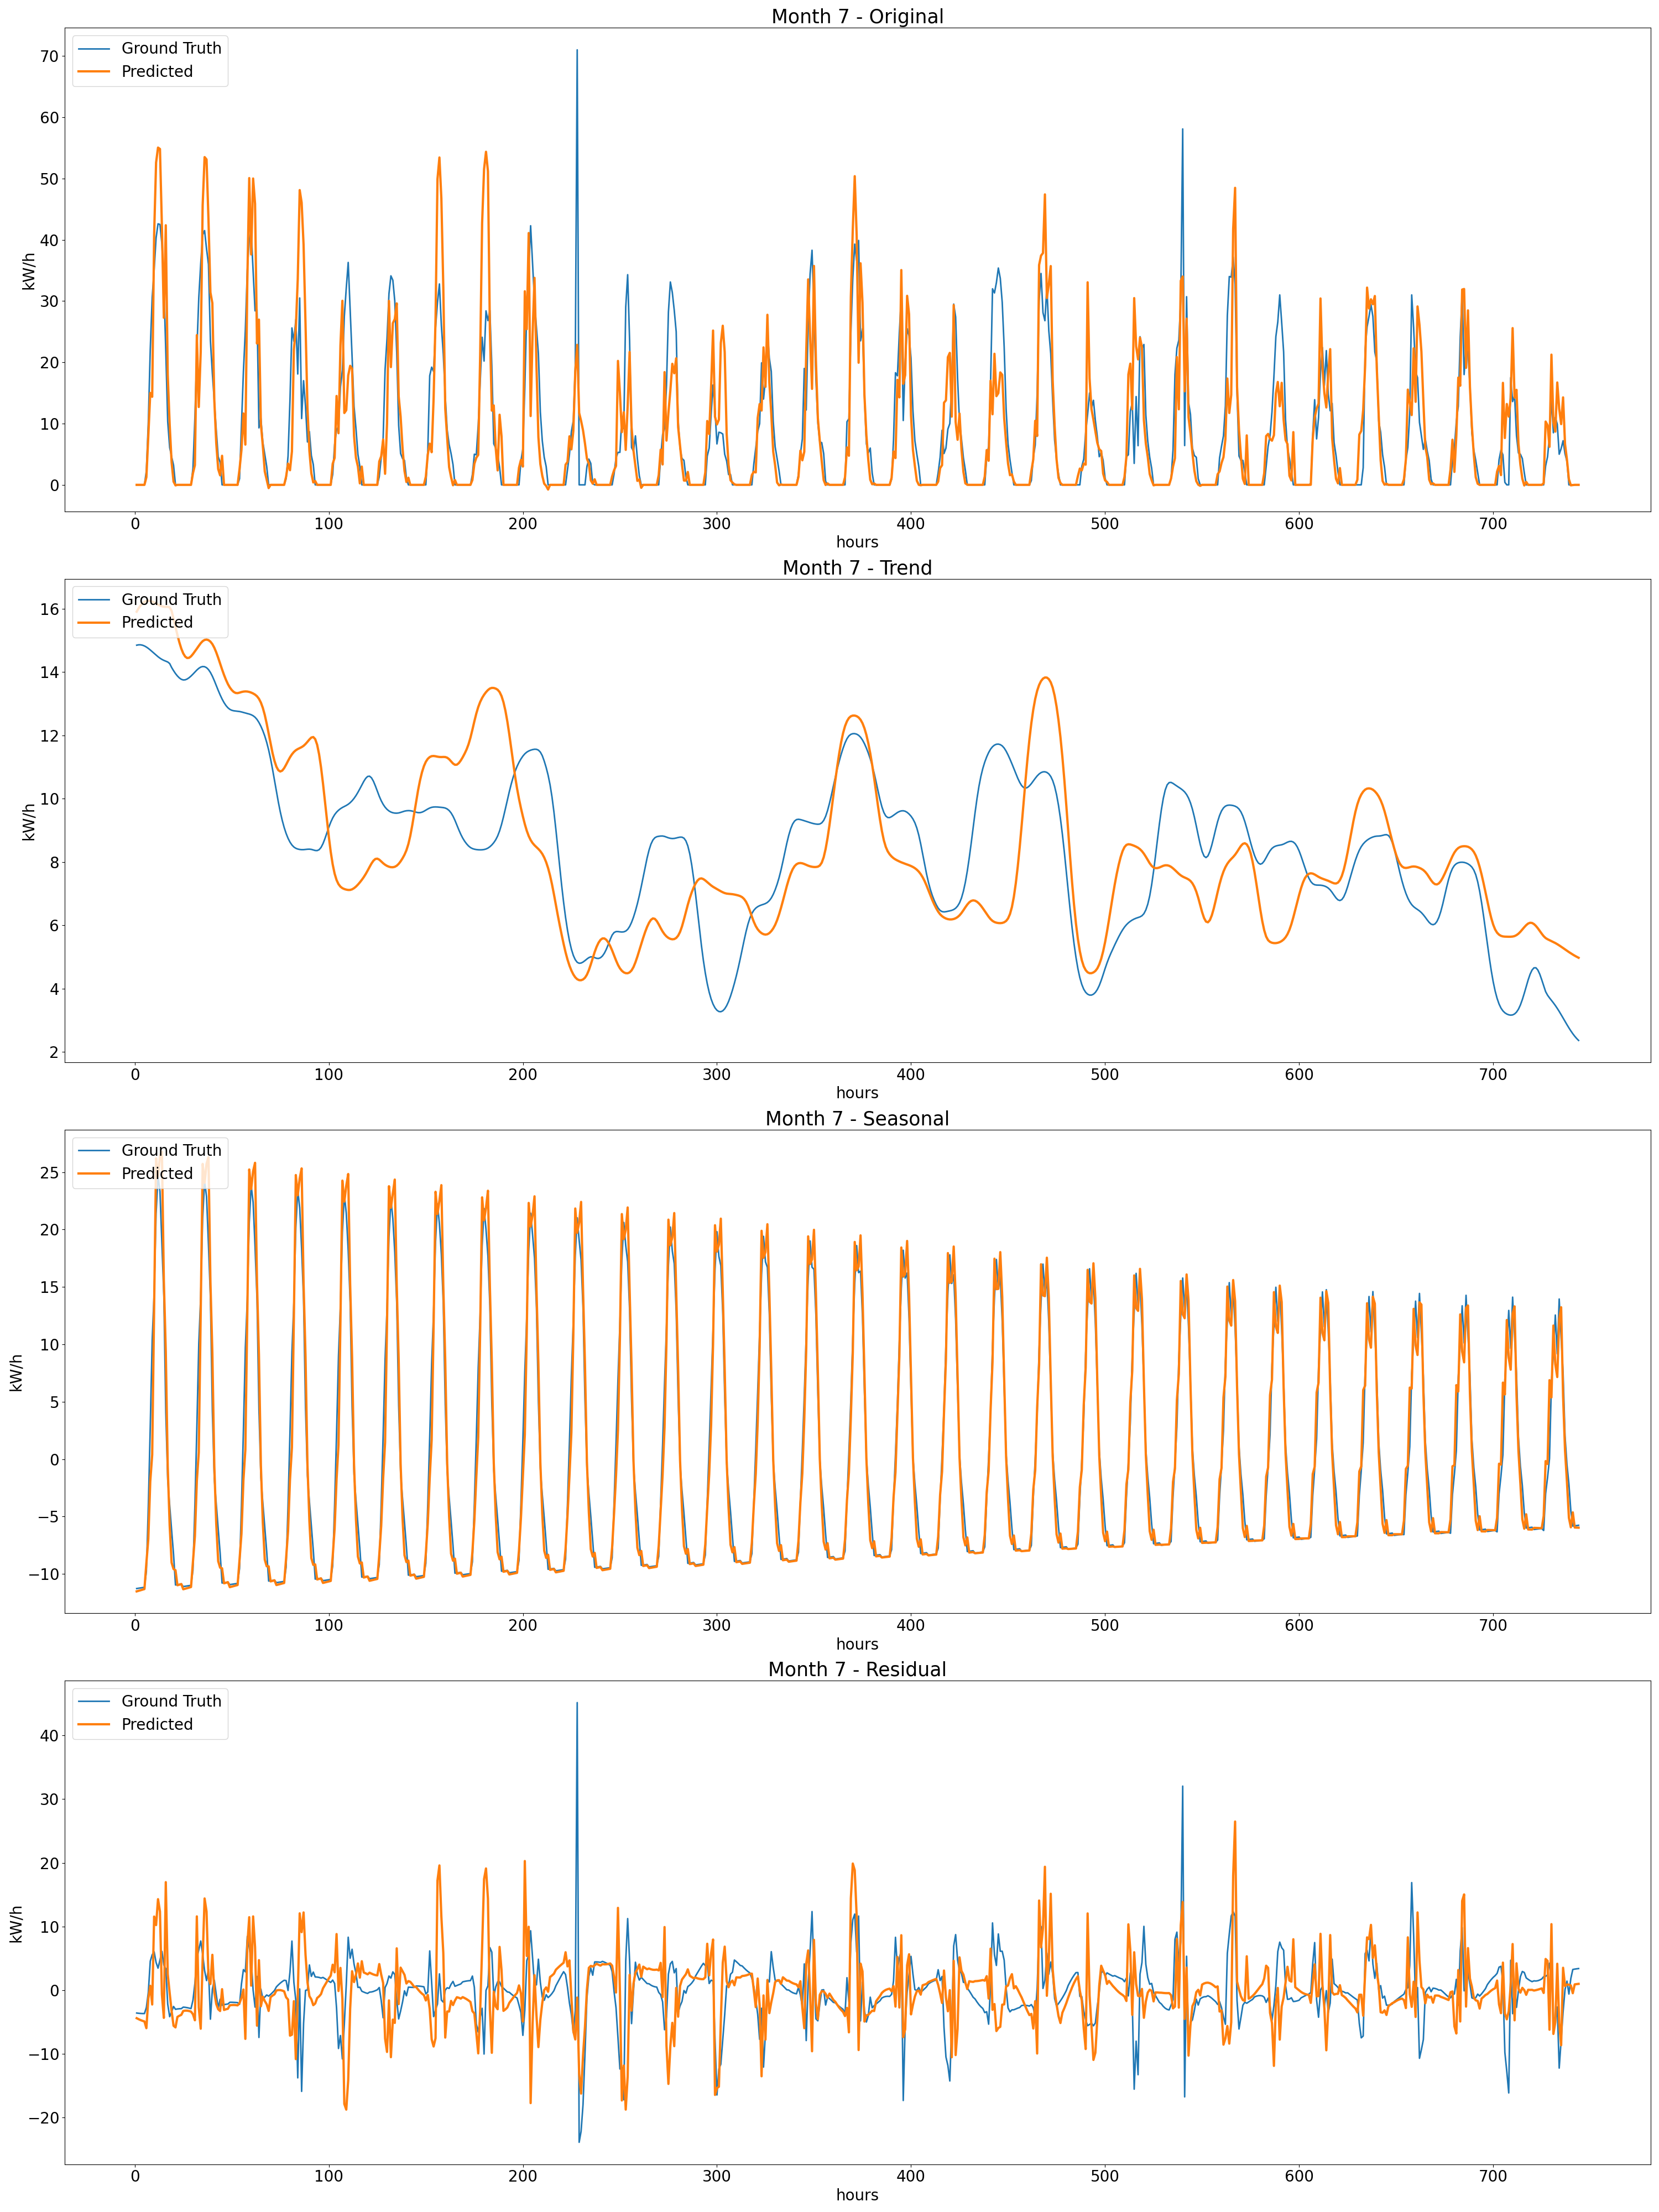 Month 7 - Original
Ground Truth
Predicted
kW/h
70
60
50
40
30
20
10
0
0 100 200 300 400 500 600 700
hours
Month 7 - Trend
Ground Truth
Predicted
kW/h
16
14
12
10
8
6
4
2
0 100 200 300 400 500 600 700
hours
Month 7 - Seasonal
Ground Truth
Predicted
kW/h
25
20
15
10
5
0
−5
−10
0 100 200 300 400 500 600 700
hours
Month 7 - Residual
Ground Truth
Predicted
kW/h
40
30
20
10
0
−10
−20
0 100 200 300 400 500 600 700
hours